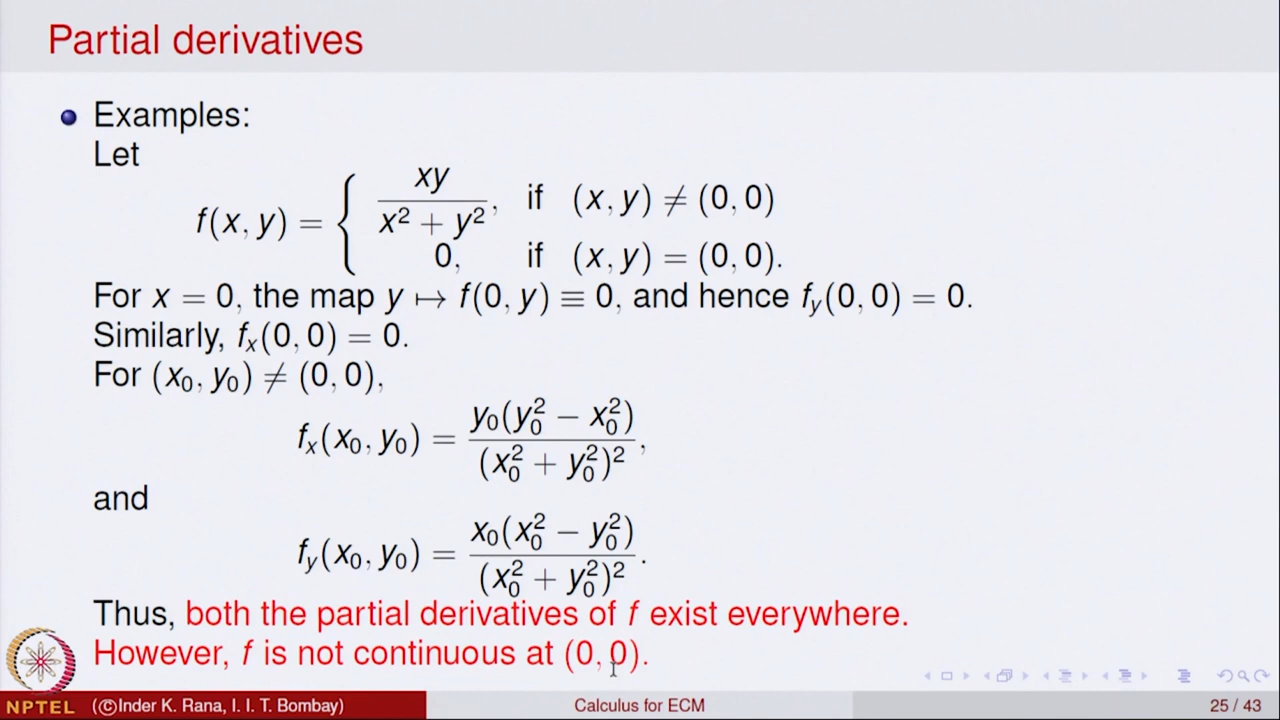 Partial derivatives
Examples:
Let
f(x, y) = { xy / (x² + y²), if (x, y) ≠ (0, 0)
0, if (x, y) = (0, 0).
For x = 0, the map y ↦ f(0, y) ≡ 0, and hence f_y(0, 0) = 0.
Similarly, f_x(0, 0) = 0.
For (x₀, y₀) ≠ (0, 0),
f_x(x₀, y₀) = y₀(y₀² − x₀²) / (x₀² + y₀²)²,
and
f_y(x₀, y₀) = x₀(x₀² − y₀²) / (x₀² + y₀²)².
Thus, both the partial derivatives of f exist everywhere.
However, f is not continuous at (0, 0).
NPTEL (©Inder K. Rana, I. I. T. Bombay) Calculus for ECM 25 / 43